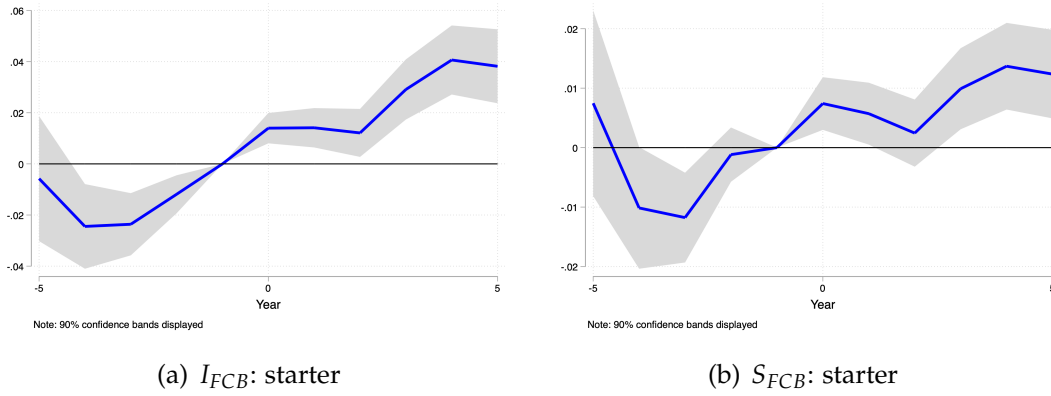 .06
.04
.02
0
-.02
-.04
-5
0
5
Year
Note: 90% confidence bands displayed
(a) I_FCB: starter
.02
.01
0
-.01
-.02
-5
0
5
Year
Note: 90% confidence bands displayed
(b) S_FCB: starter